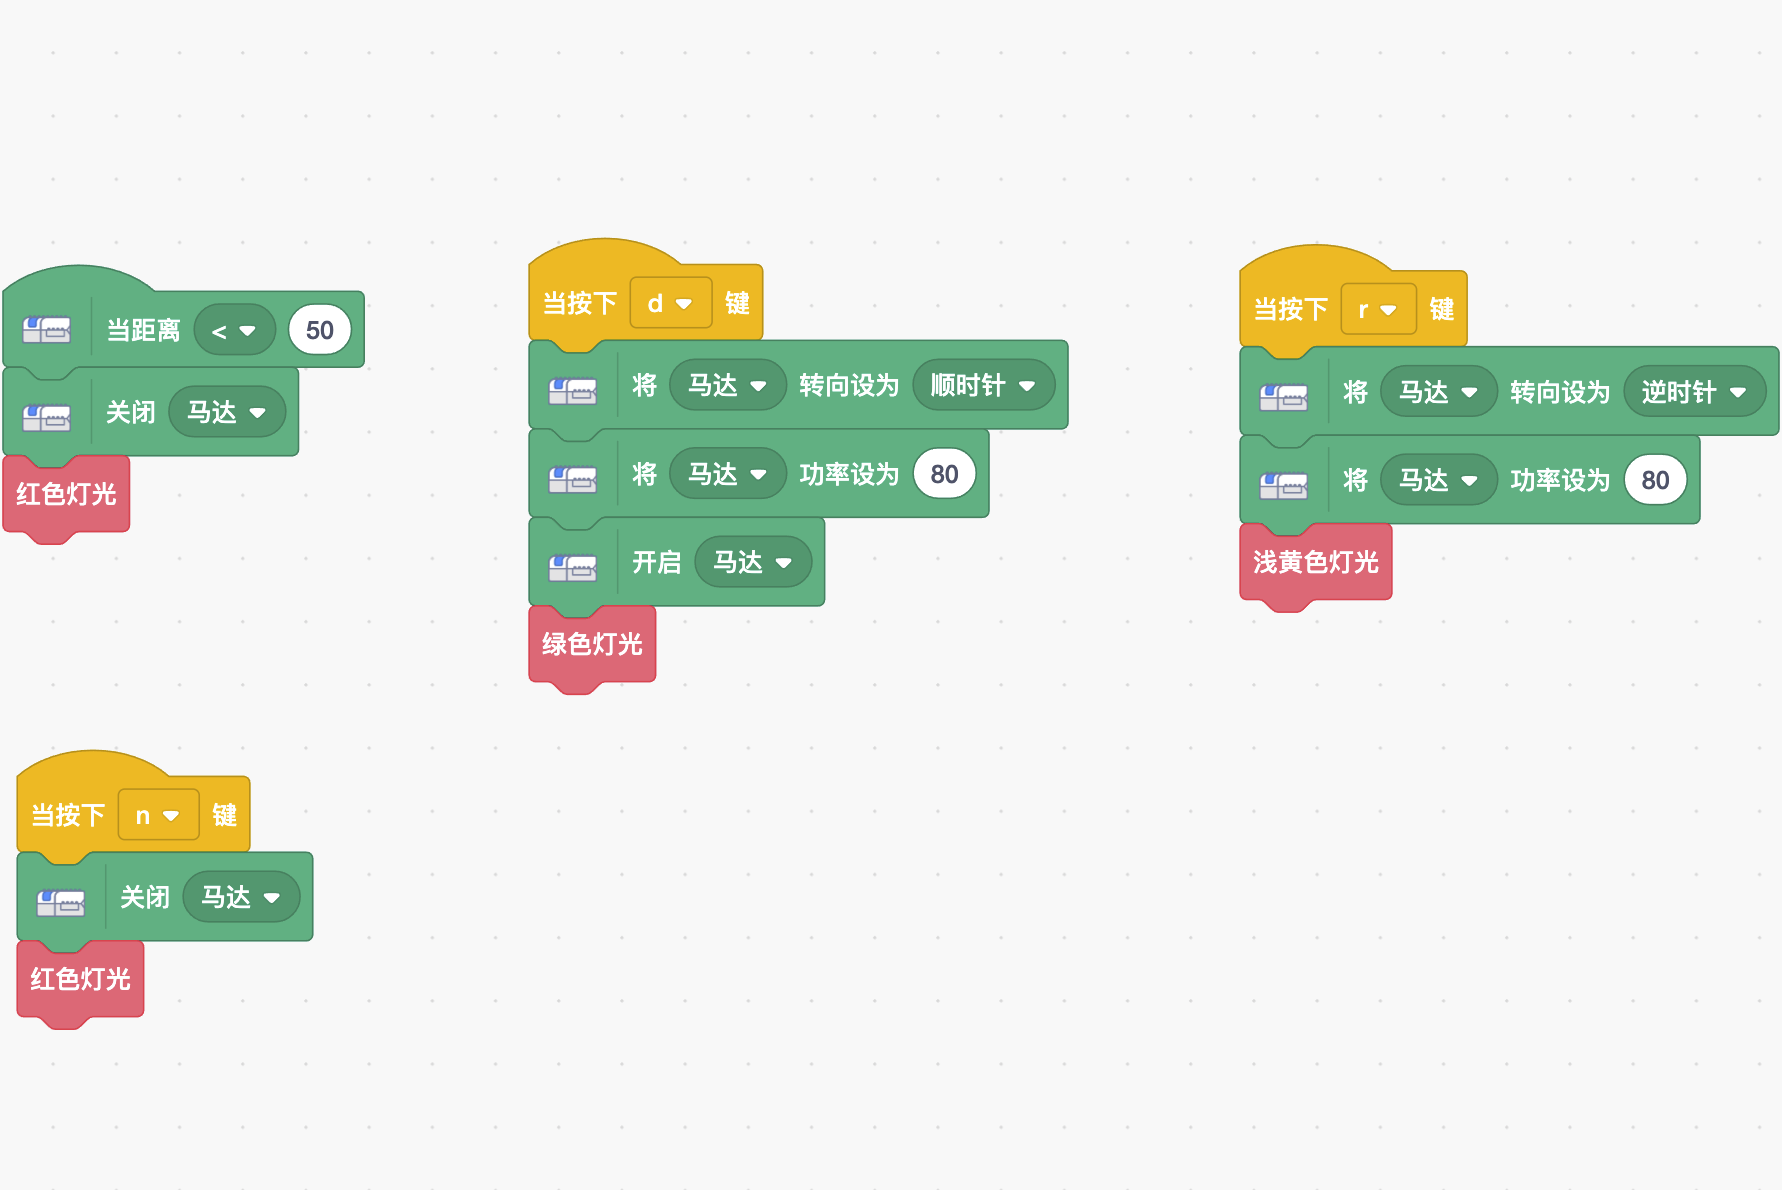 当距离 < 50
关闭 马达
红色灯光
当按下 n 键
关闭 马达
红色灯光
当按下 d 键
将 马达 转向设为 顺时针
将 马达 功率设为 80
开启 马达
绿色灯光
当按下 r 键
将 马达 转向设为 逆时针
将 马达 功率设为 80
浅黄色灯光